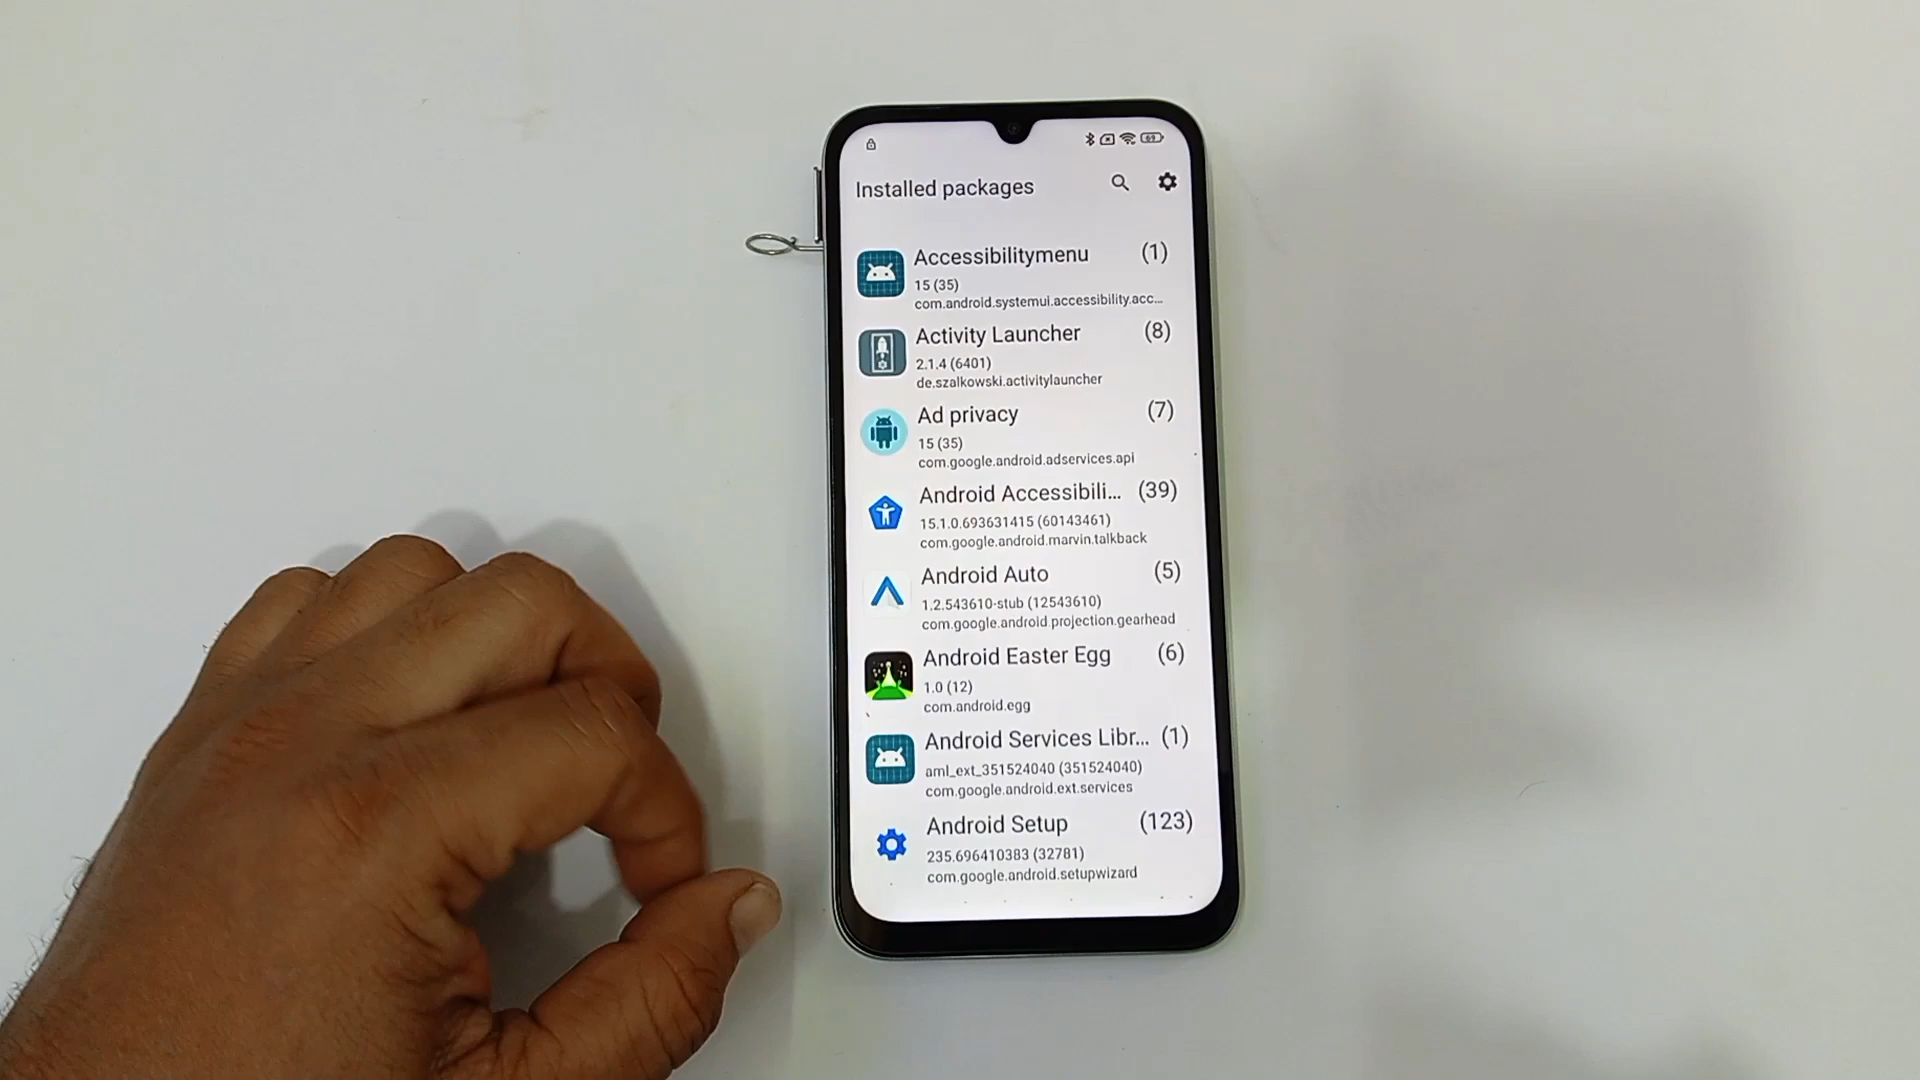 69
Installed packages
Accessibilitymenu (1)
15 (35)
com.android.systemui.accessibility.acc...
Activity Launcher (8)
2.1.4 (6401)
de.szalkowski.activitylauncher
Ad privacy (7)
15 (35)
com.google.android.adservices.api
Android Accessibili... (39)
15.1.0.693631415 (60143461)
com.google.android.marvin.talkback
Android Auto (5)
1.2.543610-stub (12543610)
com.google.android.projection.gearhead
Android Easter Egg (6)
1.0 (12)
com.android.egg
Android Services Libr... (1)
aml_ext_351524040 (351524040)
com.google.android.ext.services
Android Setup (123)
235.696410383 (32781)
com.google.android.setupwizard